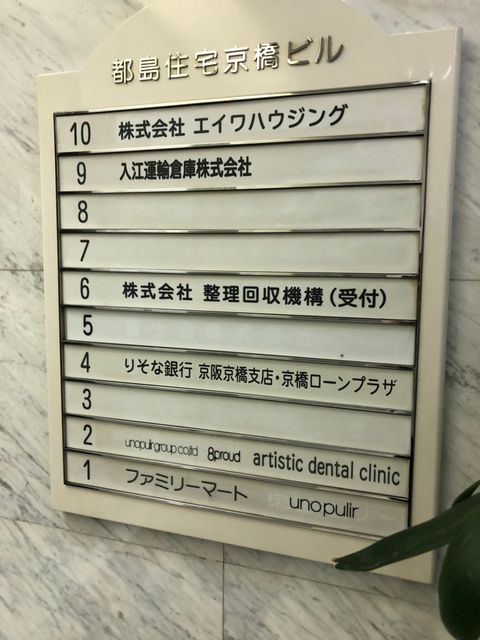 都島住宅京橋ビル
10 株式会社 エイワハウジング
9 入江運輸倉庫株式会社
8
7
6 株式会社 整理回収機構(受付)
5
4 りそな銀行 京阪京橋支店・京橋ローンプラザ
3
2 unopulir group co,ltd 8proud artistic dental clinic
1 ファミリーマート unopulir